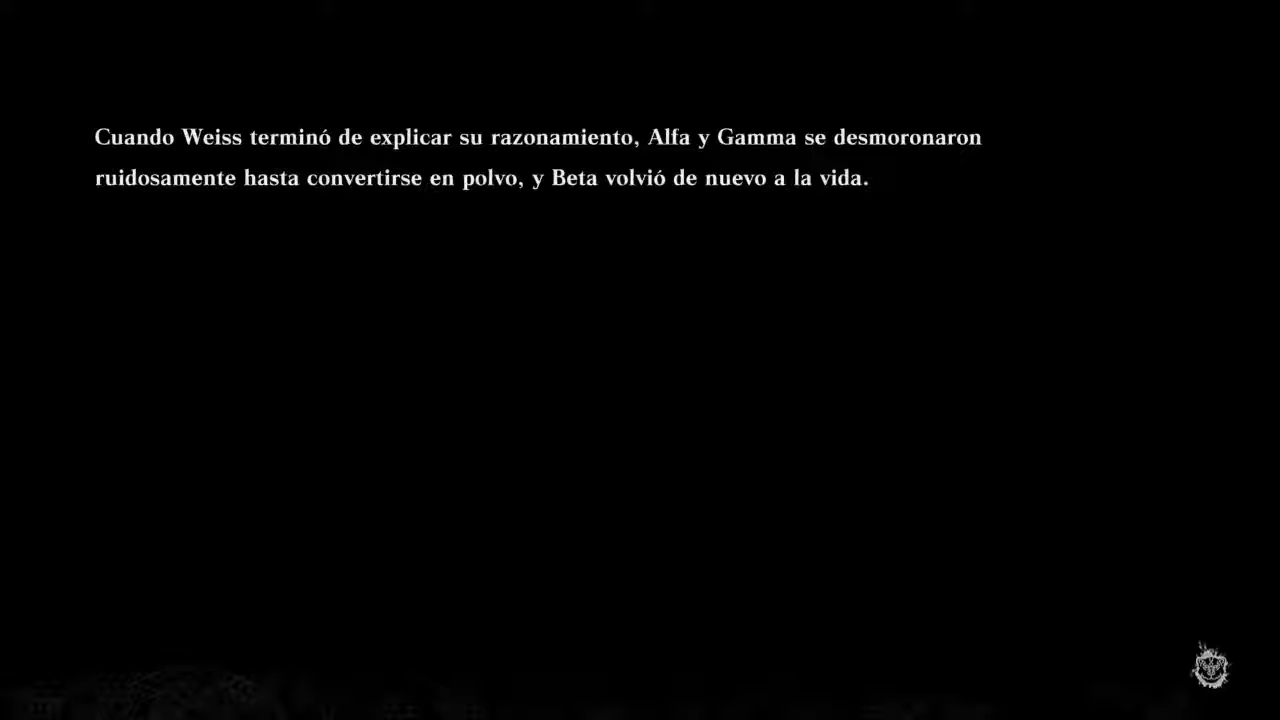 Cuando Weiss terminó de explicar su razonamiento, Alfa y Gamma se desmoronaron
ruidosamente hasta convertirse en polvo, y Beta volvió de nuevo a la vida.